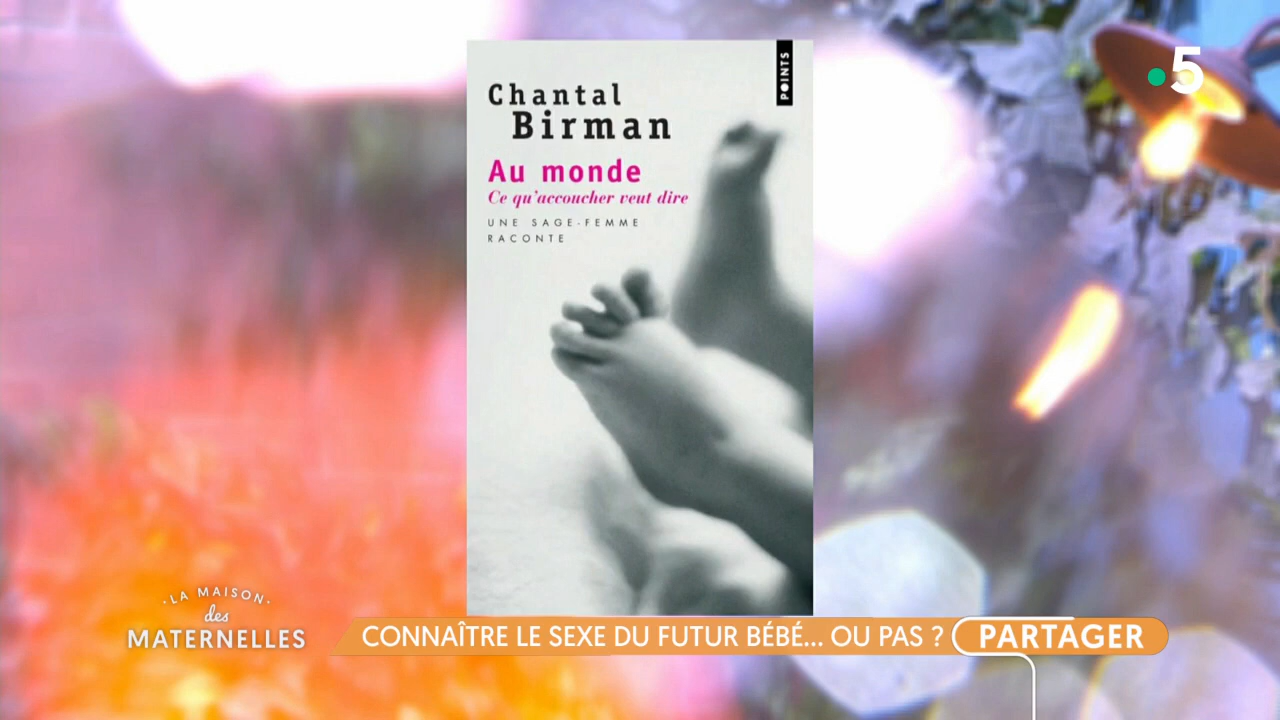 5
POINTS
Chantal
Birman
Au monde
Ce qu'accoucher veut dire
UNE SAGE-FEMME
RACONTE
·LA MAISON·
des
MATERNELLES
CONNAÎTRE LE SEXE DU FUTUR BÉBÉ... OU PAS ?
PARTAGER